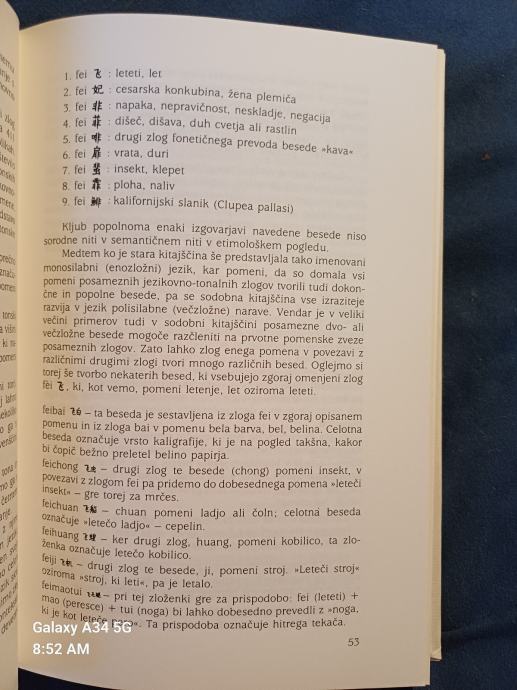 1. fei 飞 : leteti, let
2. fei 妃 : cesarska konkubina, žena plemiča
3. fei 非 : napaka, nepravičnost, neskladje, negacija
4. fei 菲 : dišeč, dišava, duh cvetja ali rastlin
5. fei 啡 : drugi zlog fonetičnega prevoda besede »kava«
6. fei 扉 : vrata, duri
7. fei 蜚 : insekt, klepet
8. fei 霏 : ploha, naliv
9. fei 鲱 : kalifornijski slanik (Clupea pallasi)
Kljub popolnoma enaki izgovarjavi navedene besede niso
sorodne niti v semantičnem niti v etimološkem pogledu.
Medtem ko je stara kitajščina še predstavljala tako imenovani
monosilabni (enozložni) jezik, kar pomeni, da so domala vsi
pomeni posameznih jezikovno-tonalnih zlogov tvorili tudi dokon-
čne in popolne besede, pa se sodobna kitajščina vse izraziteje
razvija v jezik polisilabne (večzložne) narave. Vendar je v veliki
večini primerov tudi v sodobni kitajščini posamezne dvo- ali
večzložne besede mogoče razčleniti na prvotne pomenske zveze
posameznih zlogov. Zato lahko zlog enega pomena v povezavi z
različnimi drugimi zlogi tvori mnogo različnih besed. Oglejmo si
torej še tvorbo nekaterih besed, ki vsebujejo zgoraj omenjeni zlog
fei 飞, ki, kot vemo, pomeni letenje, let oziroma leteti.
feibai 飞白 – ta beseda je sestavljena iz zloga fei v zgoraj opisanem
pomenu in iz zloga bai v pomenu bela barva, bel, belina. Celotna
beseda označuje vrsto kaligrafije, ki je na pogled takšna, kakor
bi čopič bežno preletel belino papirja.
feichong 飞虫 – drugi zlog te besede (chong) pomeni insekt, v
povezavi z zlogom fei pa pridemo do dobesednega pomena »leteči
insekt« – gre torej za mrčes.
feichuan 飞船 – chuan pomeni ladjo ali čoln; celotna beseda
označuje »letečo ladjo« – cepelin.
feihuang 飞蝗 – ker drugi zlog, huang, pomeni kobilico, ta zlo-
ženka označuje letečo kobilico.
feiji 飞机 – drugi zlog te besede, ji, pomeni stroj. »Leteči stroj«
oziroma »stroj, ki leti«, pa je letalo.
feimaotui – pri tej zloženki gre za prispodobo: fei (leteti) +
mao (peresce) + tui (noga) bi lahko dobesedno prevedli z »noga,
ki je kot leteče Ta prispodoba označuje hitrega tekača.
53
Galaxy A34 5G
8:52 AM